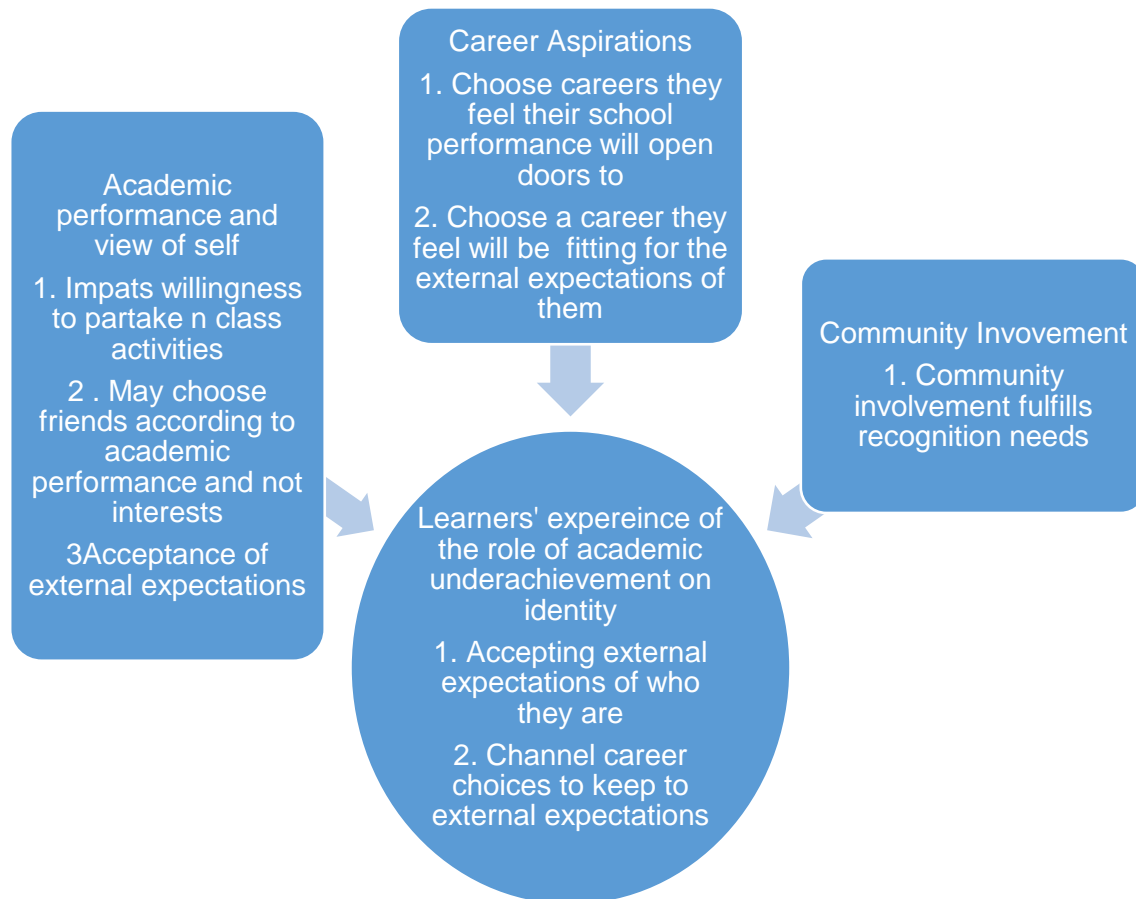 Career Aspirations
1. Choose careers they
feel their school
performance will open
doors to
2. Choose a career they
feel will be fitting for the
external expectations of
them
Academic
performance and
view of self
1. Impats willingness
to partake n class
activities
2 . May choose
friends according to
academic
performance and not
interests
3Acceptance of
external expectations
Community Invovement
1. Community
involvement fulfills
recognition needs
Learners' expereince of
the role of academic
underachievement on
identity
1. Accepting external
expectations of who
they are
2. Channel career
choices to keep to
external expectations